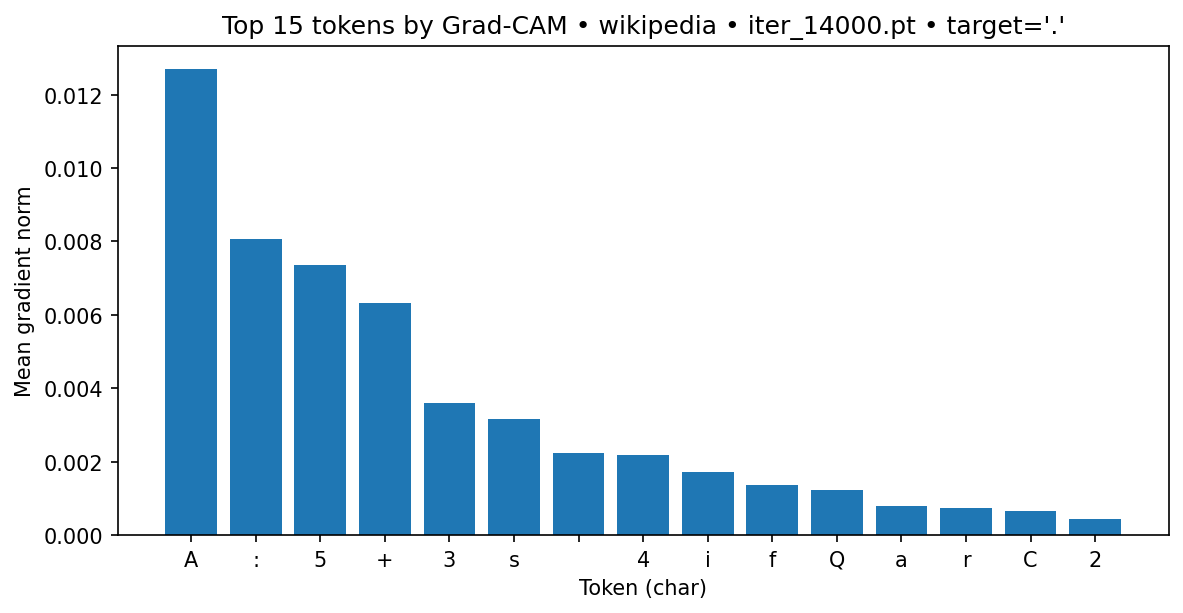 Top 15 tokens by Grad-CAM • wikipedia • iter_14000.pt • target='.'
Mean gradient norm
0.012
0.010
0.008
0.006
0.004
0.002
0.000
A : 5 + 3 s 4 i f Q a r C 2
Token (char)